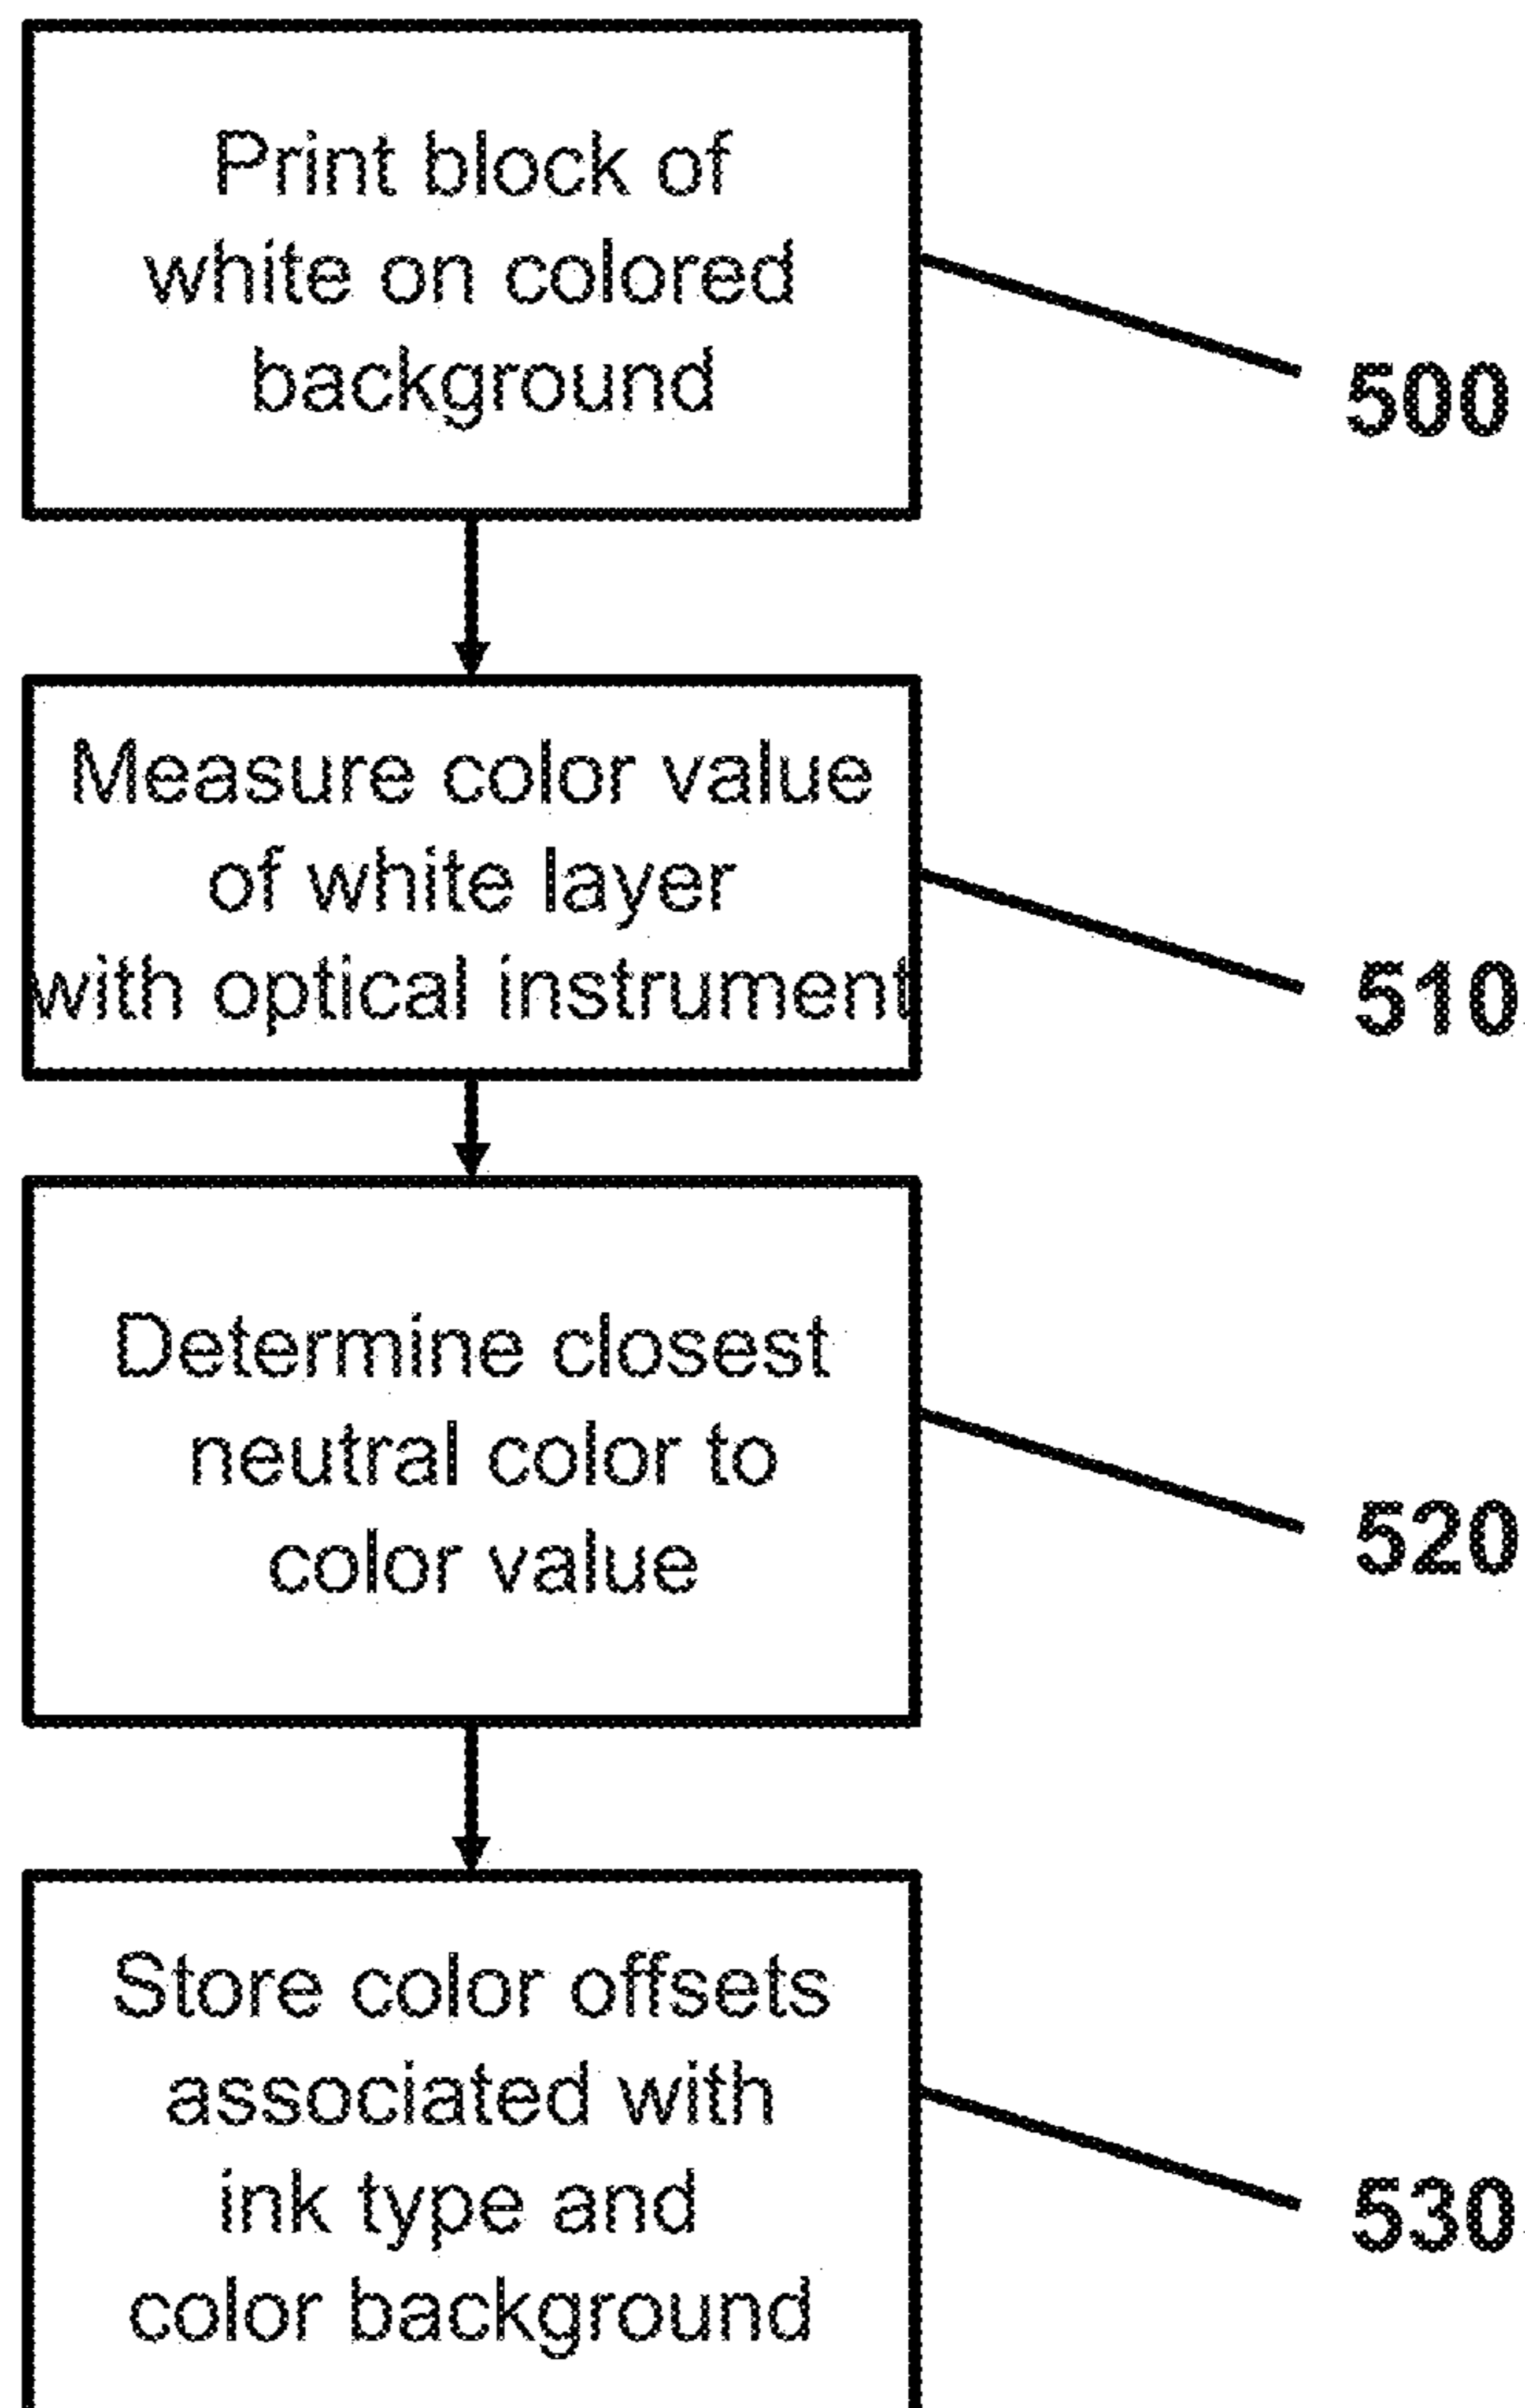 Print block of
white on colored
background
500
Measure color value
of white layer
with optical instrument
510
Determine closest
neutral color to
color value
520
Store color offsets
associated with
ink type and
color background
530